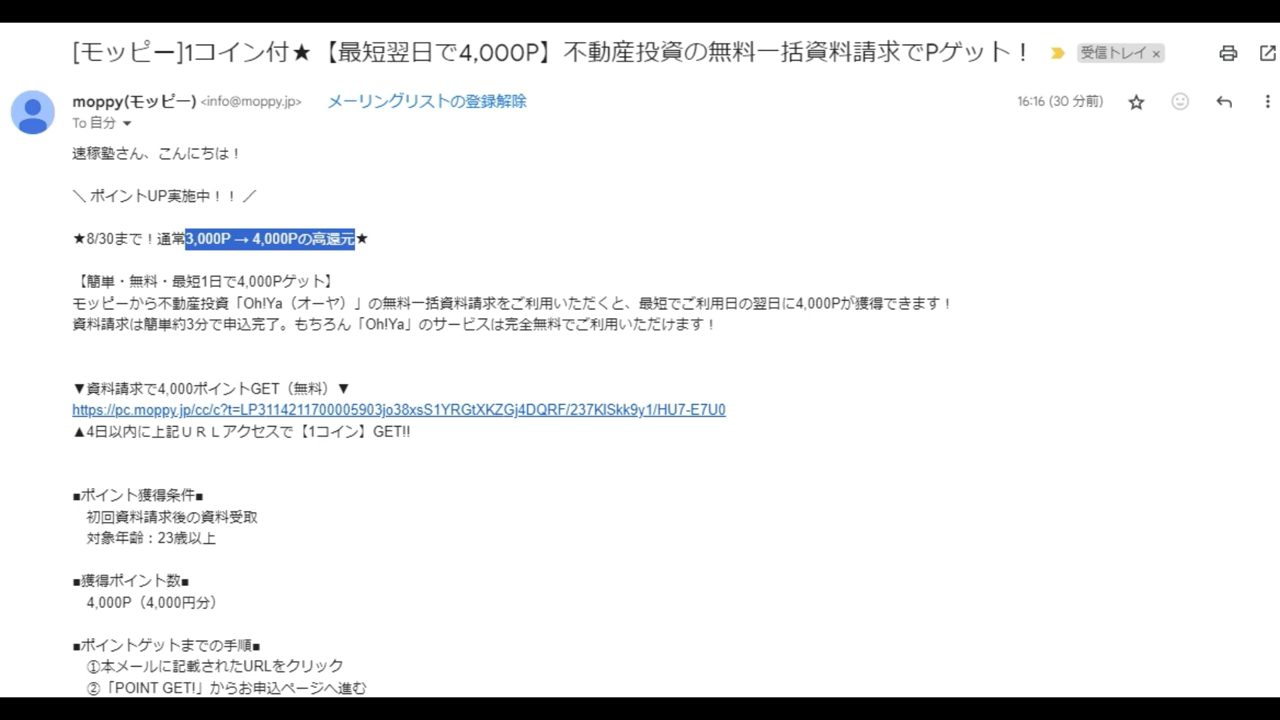 [モッピー]1コイン付★【最短翌日で4,000P】不動産投資の無料一括資料請求でPゲット！ 受信トレイ ×
moppy(モッピー) <info@moppy.jp> メーリングリストの登録解除 16:16 (30 分前)
To 自分
速稼塾さん、こんにちは！
＼ ポイントUP実施中！！ ／
★8/30まで！通常3,000P → 4,000Pの高還元★
【簡単・無料・最短1日で4,000Pゲット】
モッピーから不動産投資「Oh!Ya（オーヤ）」の無料一括資料請求をご利用いただくと、最短でご利用日の翌日に4,000Pが獲得できます！
資料請求は簡単約3分で申込完了。もちろん「Oh!Ya」のサービスは完全無料でご利用いただけます！
▼資料請求で4,000ポイントGET（無料）▼
https://pc.moppy.jp/cc/c?t=LP3114211700005903jo38xsS1YRGtXKZGj4DQRF/237KlSkk9y1/HU7-E7U0
▲4日以内に上記ＵＲＬアクセスで【1コイン】GET!!
■ポイント獲得条件■
初回資料請求後の資料受取
対象年齢：23歳以上
■獲得ポイント数■
4,000P（4,000円分）
■ポイントゲットまでの手順■
①本メールに記載されたURLをクリック
②「POINT GET!」からお申込ページへ進む